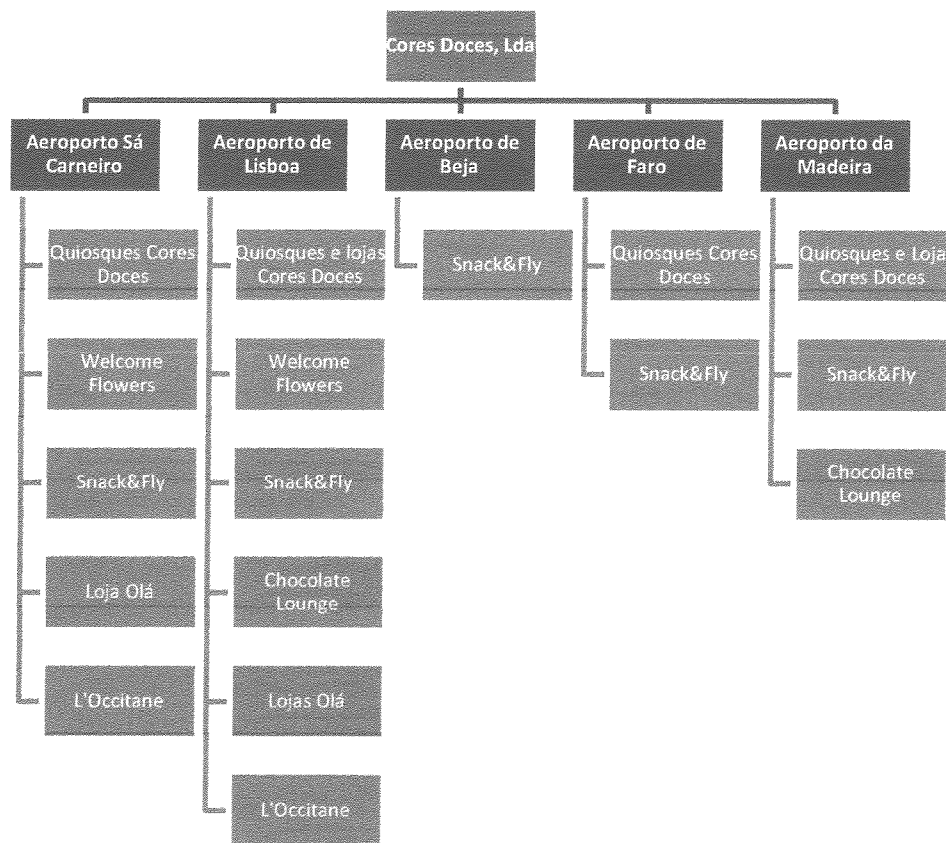 Cores Doces, Lda
Aeroporto Sá
Carneiro
Quiosques Cores
Doces
Welcome
Flowers
Snack&Fly
Loja Olá
L'Occitane
Aeroporto de
Lisboa
Quiosques e lojas
Cores Doces
Welcome
Flowers
Snack&Fly
Chocolate
Lounge
Lojas Olá
L'Occitane
Aeroporto de
Beja
Snack&Fly
Aeroporto de
Faro
Quiosques Cores
Doces
Snack&Fly
Aeroporto da
Madeira
Quiosques e Loja
Cores Doces
Snack&Fly
Chocolate
Lounge